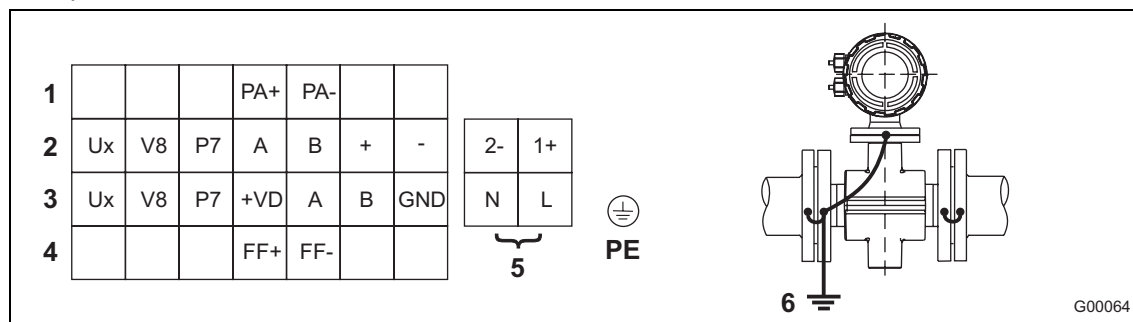 1 PA+ PA-
2 Ux V8 P7 A B + - 2- 1+
3 Ux V8 P7 +VD A B GND N L
4 FF+ FF-
5
PE
6
G00064